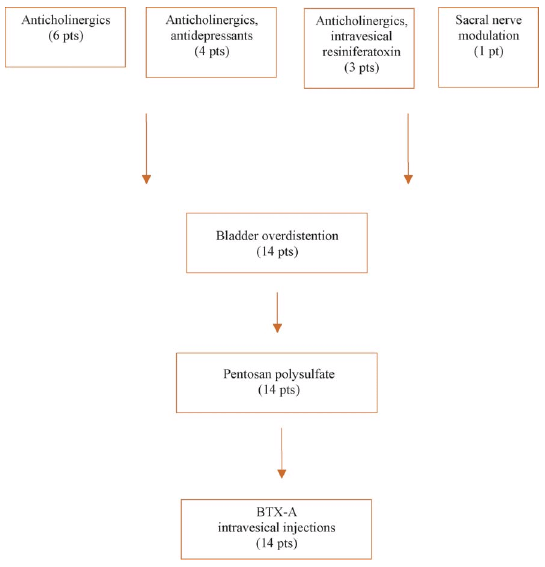 Anticholinergics
(6 pts)
Anticholinergics,
antidepressants
(4 pts)
Anticholinergics,
intravesical
resiniferatoxin
(3 pts)
Sacral nerve
modulation
(1 pt)
Bladder overdistention
(14 pts)
Pentosan polysulfate
(14 pts)
BTX-A
intravesical injections
(14 pts)